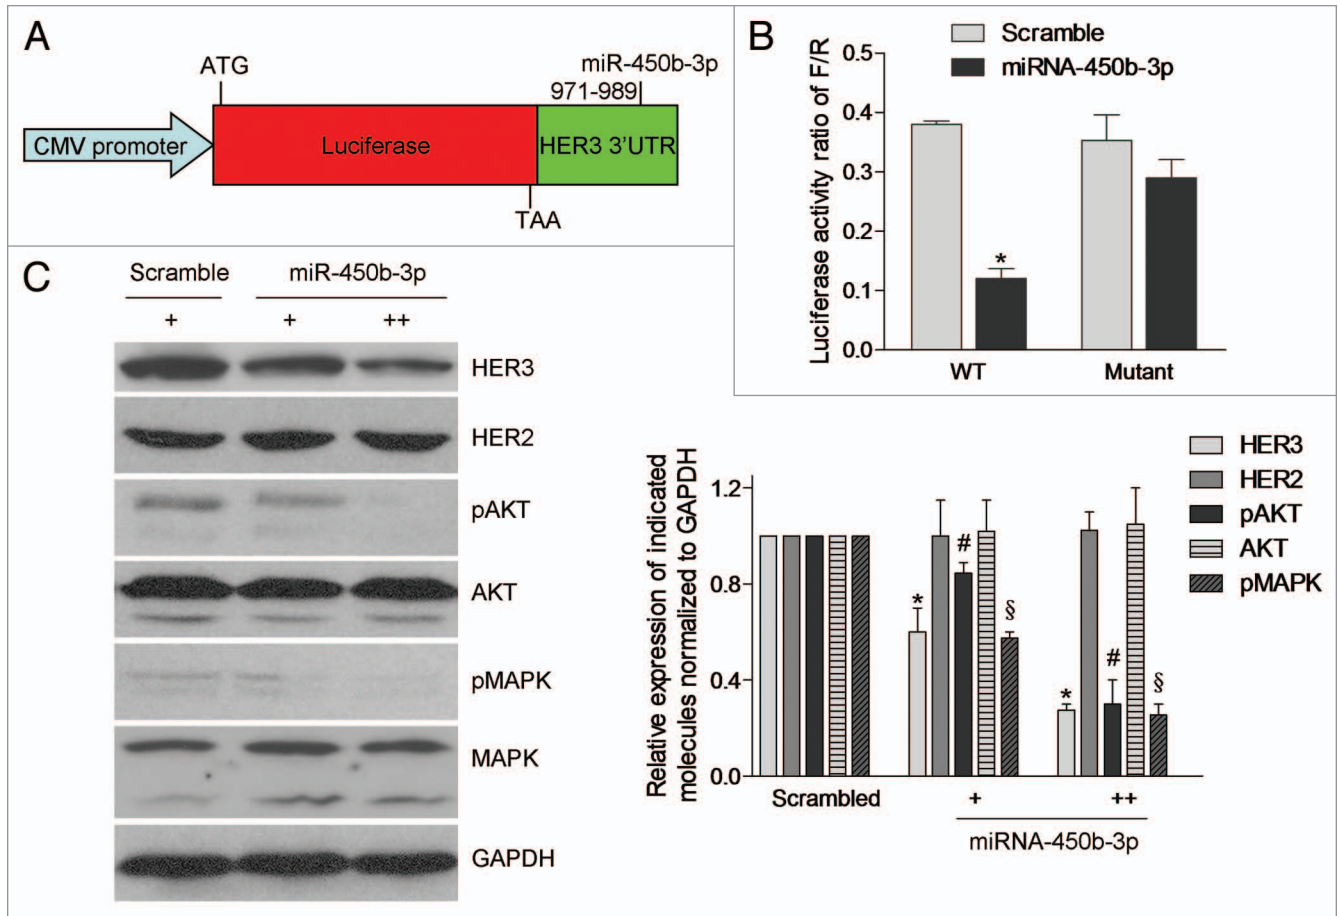 A
ATG
miR-450b-3p
971-989
CMV promoter
Luciferase
HER3 3'UTR
TAA
B
Scramble
miRNA-450b-3p
Luciferase activity ratio of F/R
0.5
0.4
0.3
0.2
0.1
0.0
*
WT
Mutant
C
Scramble
miR-450b-3p
+
+
++
HER3
HER2
pAKT
AKT
pMAPK
MAPK
GAPDH
Relative expression of indicated
molecules normalized to GAPDH
1.2
0.8
0.4
0.0
*
#
§
*
#
§
HER3
HER2
pAKT
AKT
pMAPK
Scrambled
+
++
miRNA-450b-3p